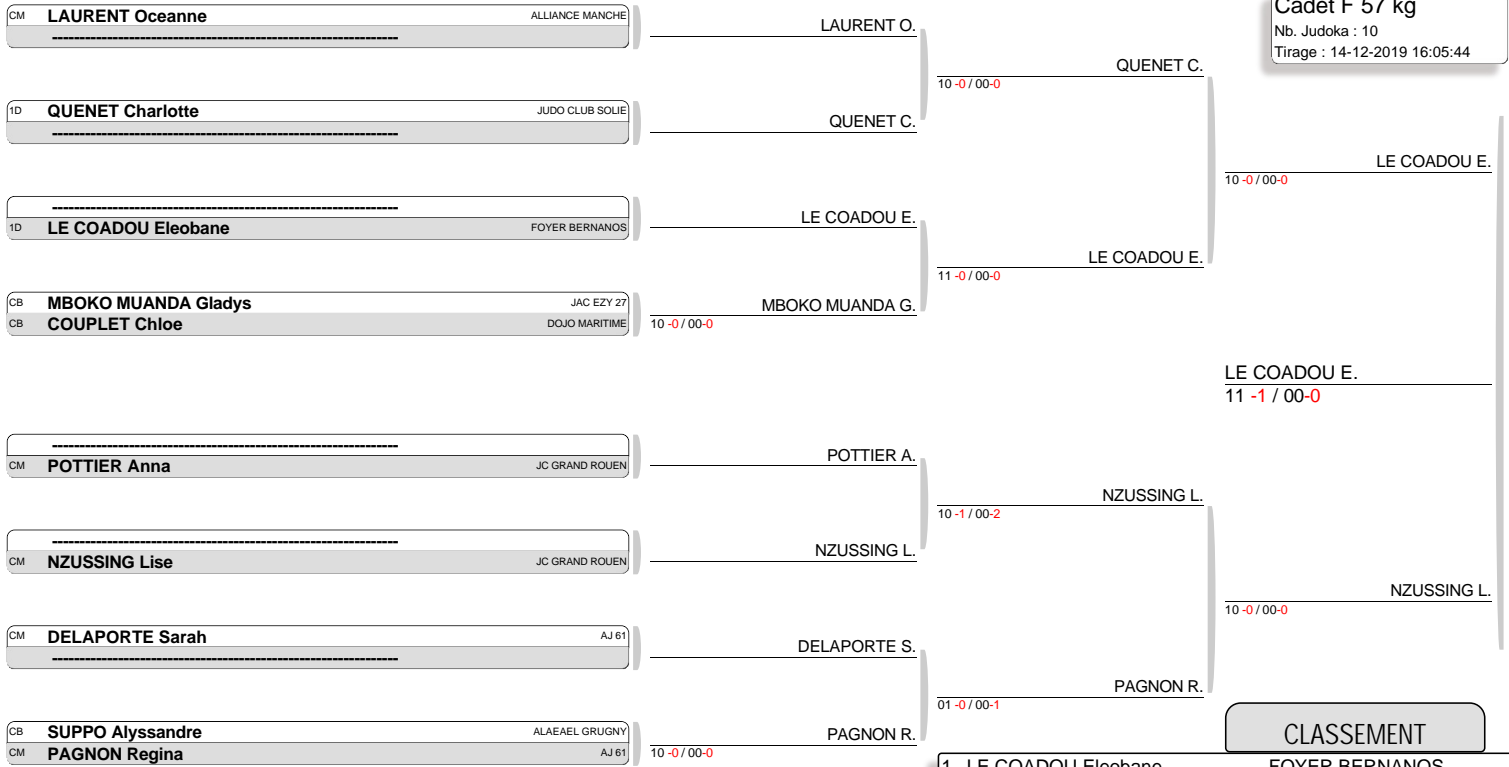 Cadet F 57 kg
Nb. Judoka : 10
Tirage : 14-12-2019 16:05:44
CM LAURENT Oceanne ALLIANCE MANCHE
------------------------------------------------------------------
1D QUENET Charlotte JUDO CLUB SOLIE
------------------------------------------------------------------
------------------------------------------------------------------
1D LE COADOU Eleobane FOYER BERNANOS
CB MBOKO MUANDA Gladys JAC EZY 27
CB COUPLET Chloe DOJO MARITIME
------------------------------------------------------------------
CM POTTIER Anna JC GRAND ROUEN
------------------------------------------------------------------
CM NZUSSING Lise JC GRAND ROUEN
CM DELAPORTE Sarah AJ 61
------------------------------------------------------------------
CB SUPPO Alyssandre ALAEAEL GRUGNY
CM PAGNON Regina AJ 61
LAURENT O.
QUENET C.
LE COADOU E.
MBOKO MUANDA G.
10 -0 / 00-0
POTTIER A.
NZUSSING L.
DELAPORTE S.
PAGNON R.
10 -0 / 00-0
QUENET C.
10 -0 / 00-0
LE COADOU E.
11 -0 / 00-0
NZUSSING L.
10 -1 / 00-2
PAGNON R.
01 -0 / 00-1
LE COADOU E.
10 -0 / 00-0
LE COADOU E.
11 -1 / 00-0
NZUSSING L.
10 -0 / 00-0
CLASSEMENT
1 LE COADOU Eleobane FOYER BERNANOS